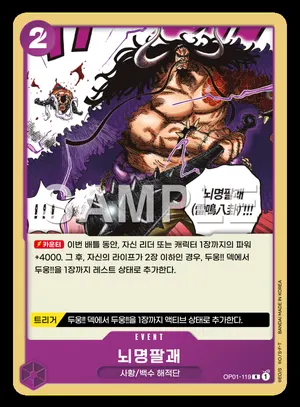 2
뇌명팔괘
(雷鳴八卦)!!!
!!!
SAMPLE
카운터 이번 배틀 동안, 자신 리더 또는 캐릭터 1장까지의 파워
+4000. 그 후, 자신의 라이프가 2장 이하인 경우, 두웅!! 덱에서
두웅!!을 1장까지 레스트 상태로 추가한다.
트리거 두웅!! 덱에서 두웅!!을 1장까지 액티브 상태로 추가한다.
EVENT
뇌명팔괘
사황/백수 해적단
OP01-119 R 1
BANDAI MADE IN KOREA